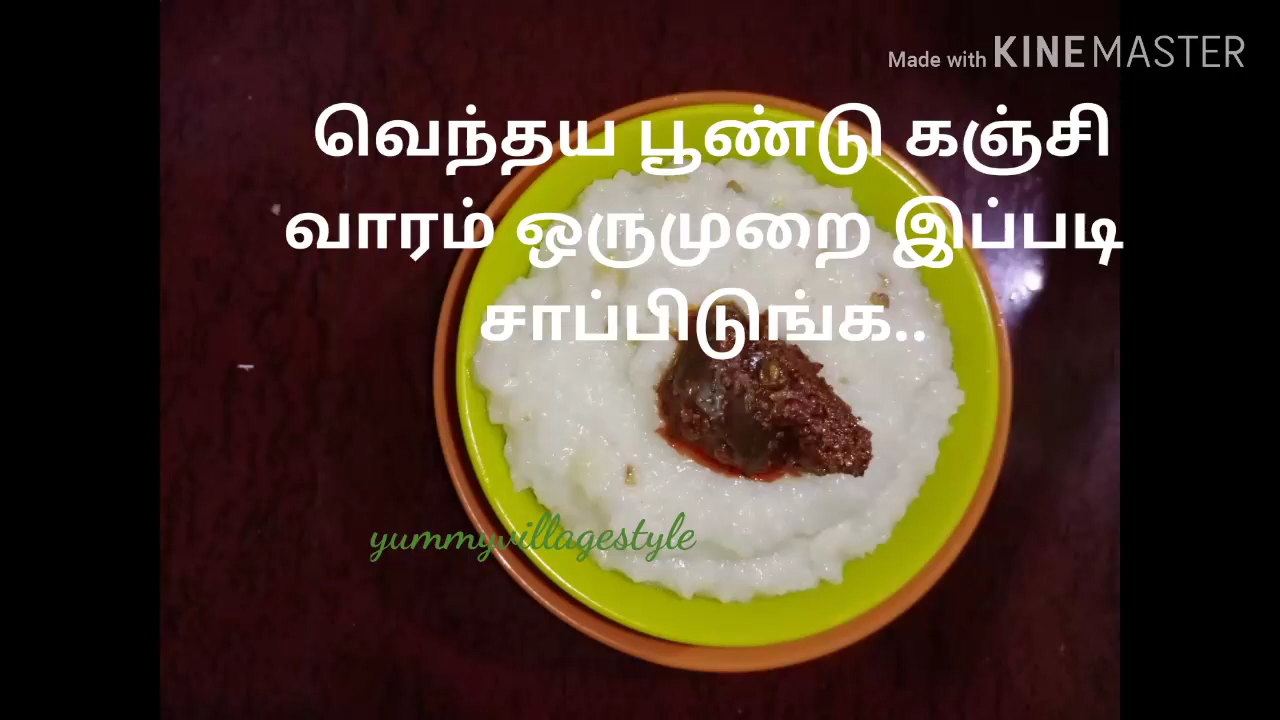 Made with KINEMASTER
வெந்தய பூண்டு கஞ்சி
வாரம் ஒருமுறை இப்படி
சாப்பிடுங்க..
yummyvillagestyle